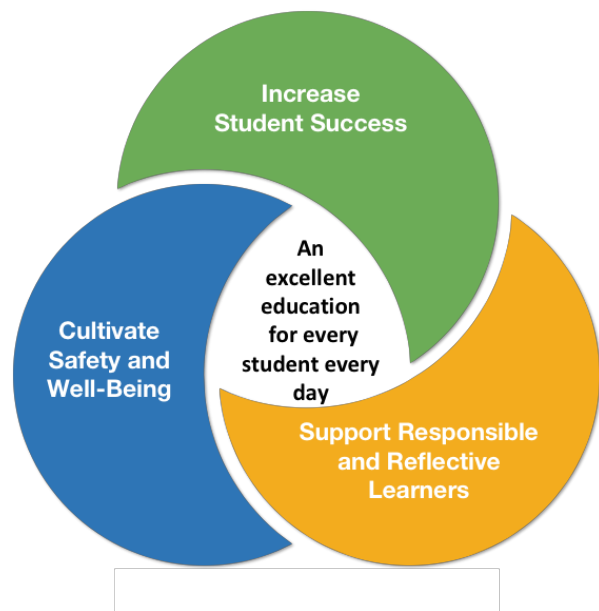 Increase
Student Success
An
excellent
education
for every
student every
day
Cultivate
Safety and
Well-Being
Support Responsible
and Reflective
Learners